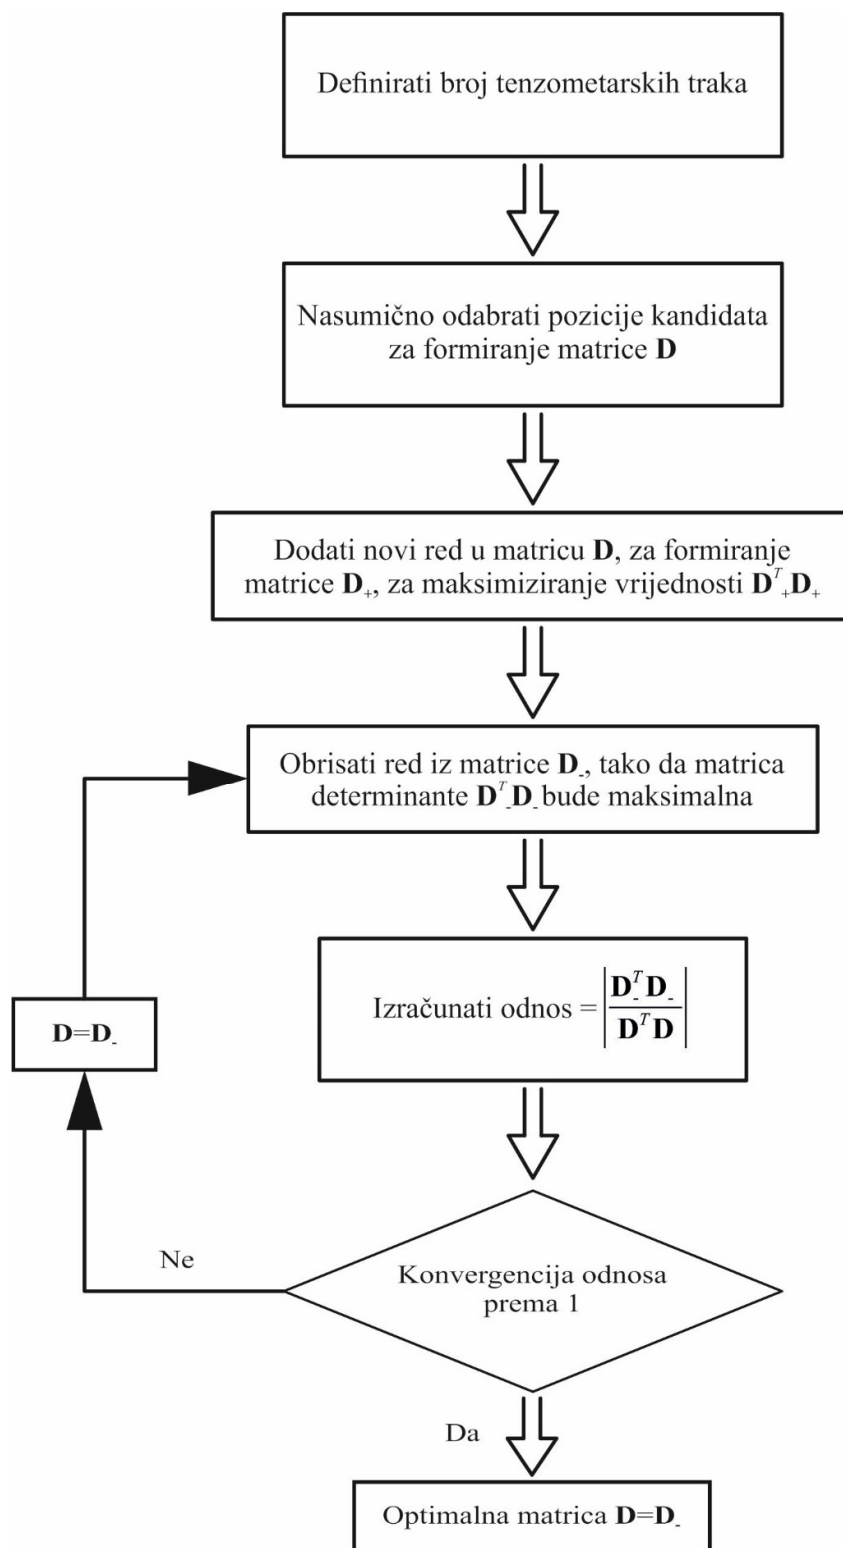 Definirati broj tenzometarskih traka
Nasumično odabrati pozicije kandidata
za formiranje matrice D
Dodati novi red u matricu D, za formiranje
matrice D₊, za maksimiziranje vrijednosti Dᵀ₊D₊
Obrisati red iz matrice D₋, tako da matrica
determinante Dᵀ₋D₋ bude maksimalna
Izračunati odnos = |D₋ᵀ D₋ / Dᵀ D|
D=D₋
Ne
Konvergencija odnosa
prema 1
Da
Optimalna matrica D=D₋